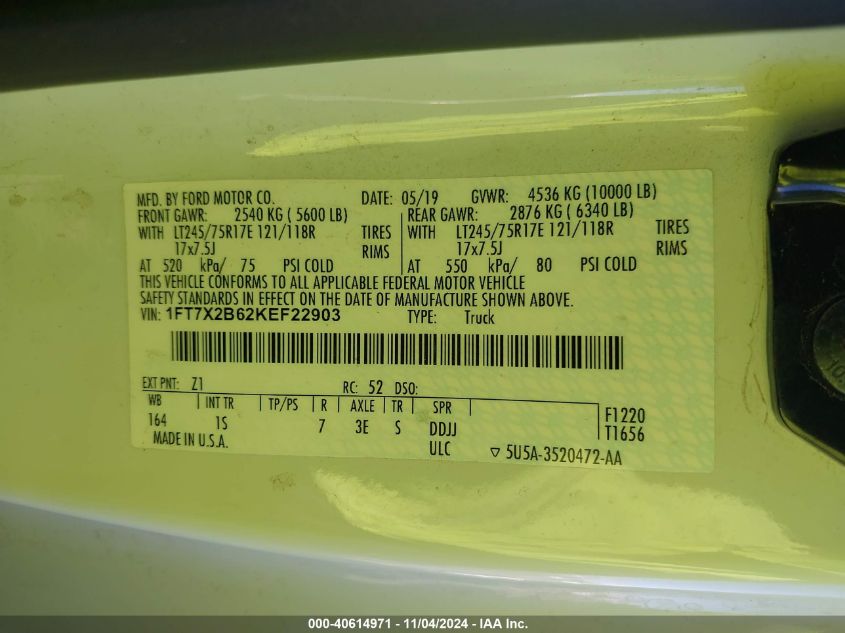 MFD. BY FORD MOTOR CO. DATE: 05/19 GVWR: 4536 KG (10000 LB)
FRONT GAWR: 2540 KG ( 5600 LB) REAR GAWR: 2876 KG ( 6340 LB)
WITH LT245/75R17E 121/118R TIRES WITH LT245/75R17E 121/118R TIRES
17x7.5J RIMS 17x7.5J RIMS
AT 520 kPa/ 75 PSI COLD AT 550 kPa/ 80 PSI COLD
THIS VEHICLE CONFORMS TO ALL APPLICABLE FEDERAL MOTOR VEHICLE
SAFETY STANDARDS IN EFFECT ON THE DATE OF MANUFACTURE SHOWN ABOVE.
VIN: 1FT7X2B62KEF22903 TYPE: Truck
EXT PNT: Z1 RC: 52 DSO:
WB INT TR TP/PS R AXLE TR SPR F1220
164 1S 7 3E S DDJJ T1656
MADE IN U.S.A. ULC ▽ 5U5A-3520472-AA
000-40614971 - 11/04/2024 - IAA Inc.